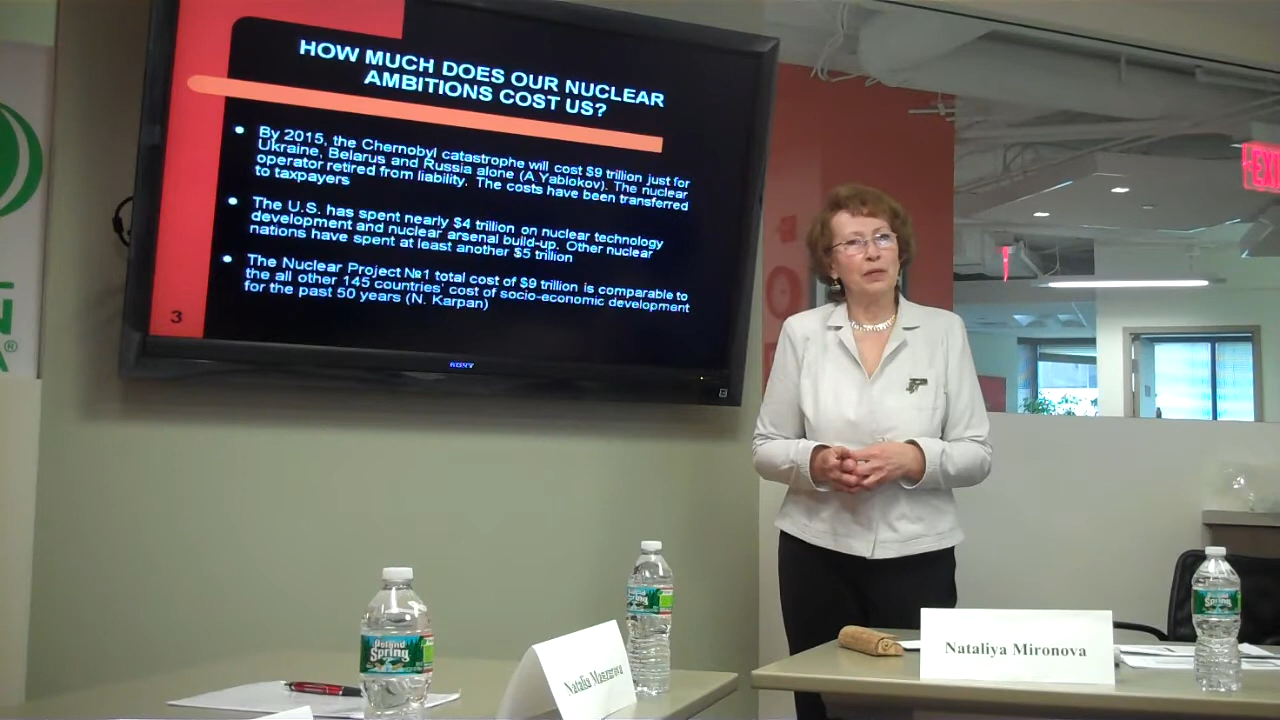 HOW MUCH DOES OUR NUCLEAR
AMBITIONS COST US?
By 2015, the Chernobyl catastrophe will cost $9 trillion just for
Ukraine, Belarus and Russia alone (A Yablokov). The nuclear
operator retired from liability. The costs have been transferred
to taxpayers
The U.S. has spent nearly $4 trillion on nuclear technology
development and nuclear arsenal build-up. Other nuclear
nations have spent at least another $5 trillion
The Nuclear Project №1 total cost of $9 trillion is comparable to
the all other 145 countries' cost of socio-economic development
for the past 50 years (N. Karpan)
3
SONY
EXI
N
A®
Poland
Spring
Spring
Natalia
Nataliya Mironova
Spring